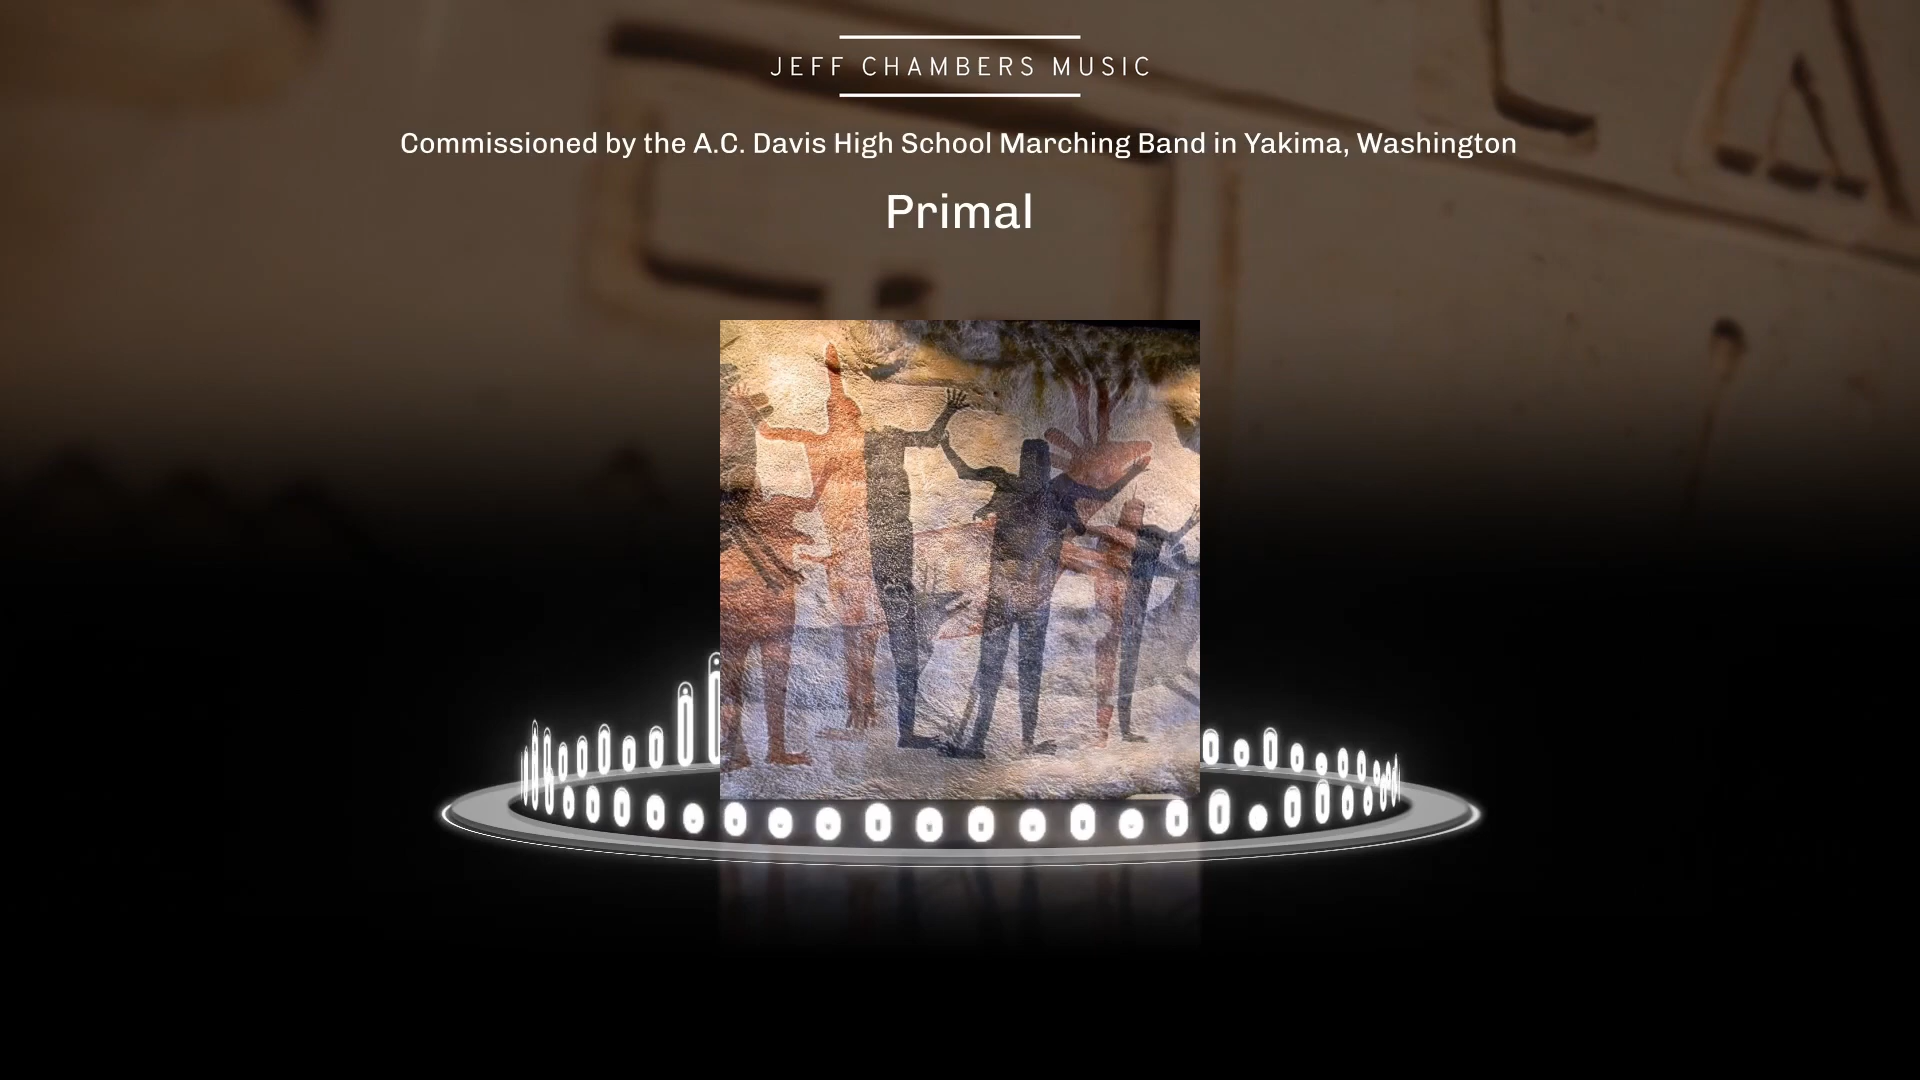 JEFF CHAMBERS MUSIC
Commissioned by the A.C. Davis High School Marching Band in Yakima, Washington
Primal